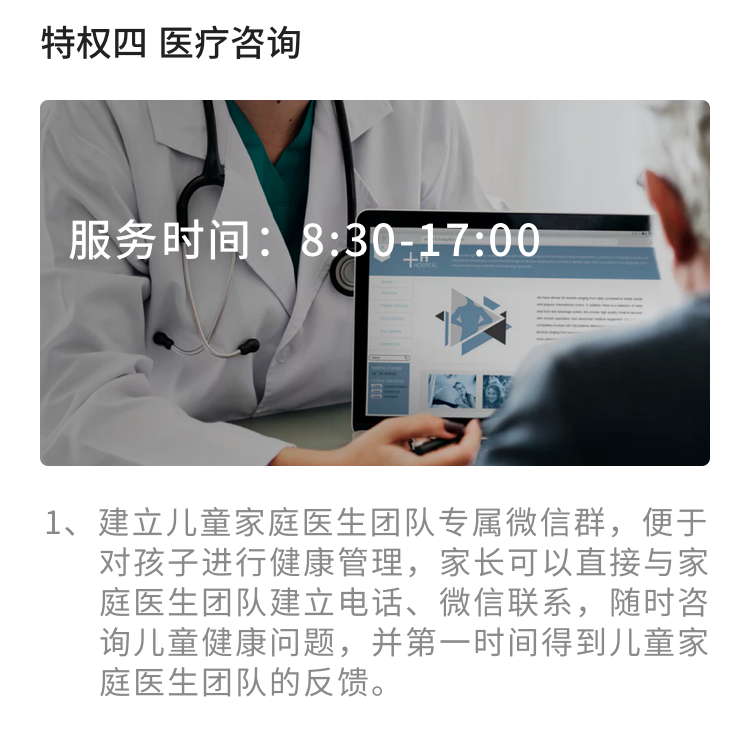 特权四 医疗咨询
服务时间：8:30-17:00
HOSPITAL
1、建立儿童家庭医生团队专属微信群，便于
对孩子进行健康管理，家长可以直接与家
庭医生团队建立电话、微信联系，随时咨
询儿童健康问题，并第一时间得到儿童家
庭医生团队的反馈。